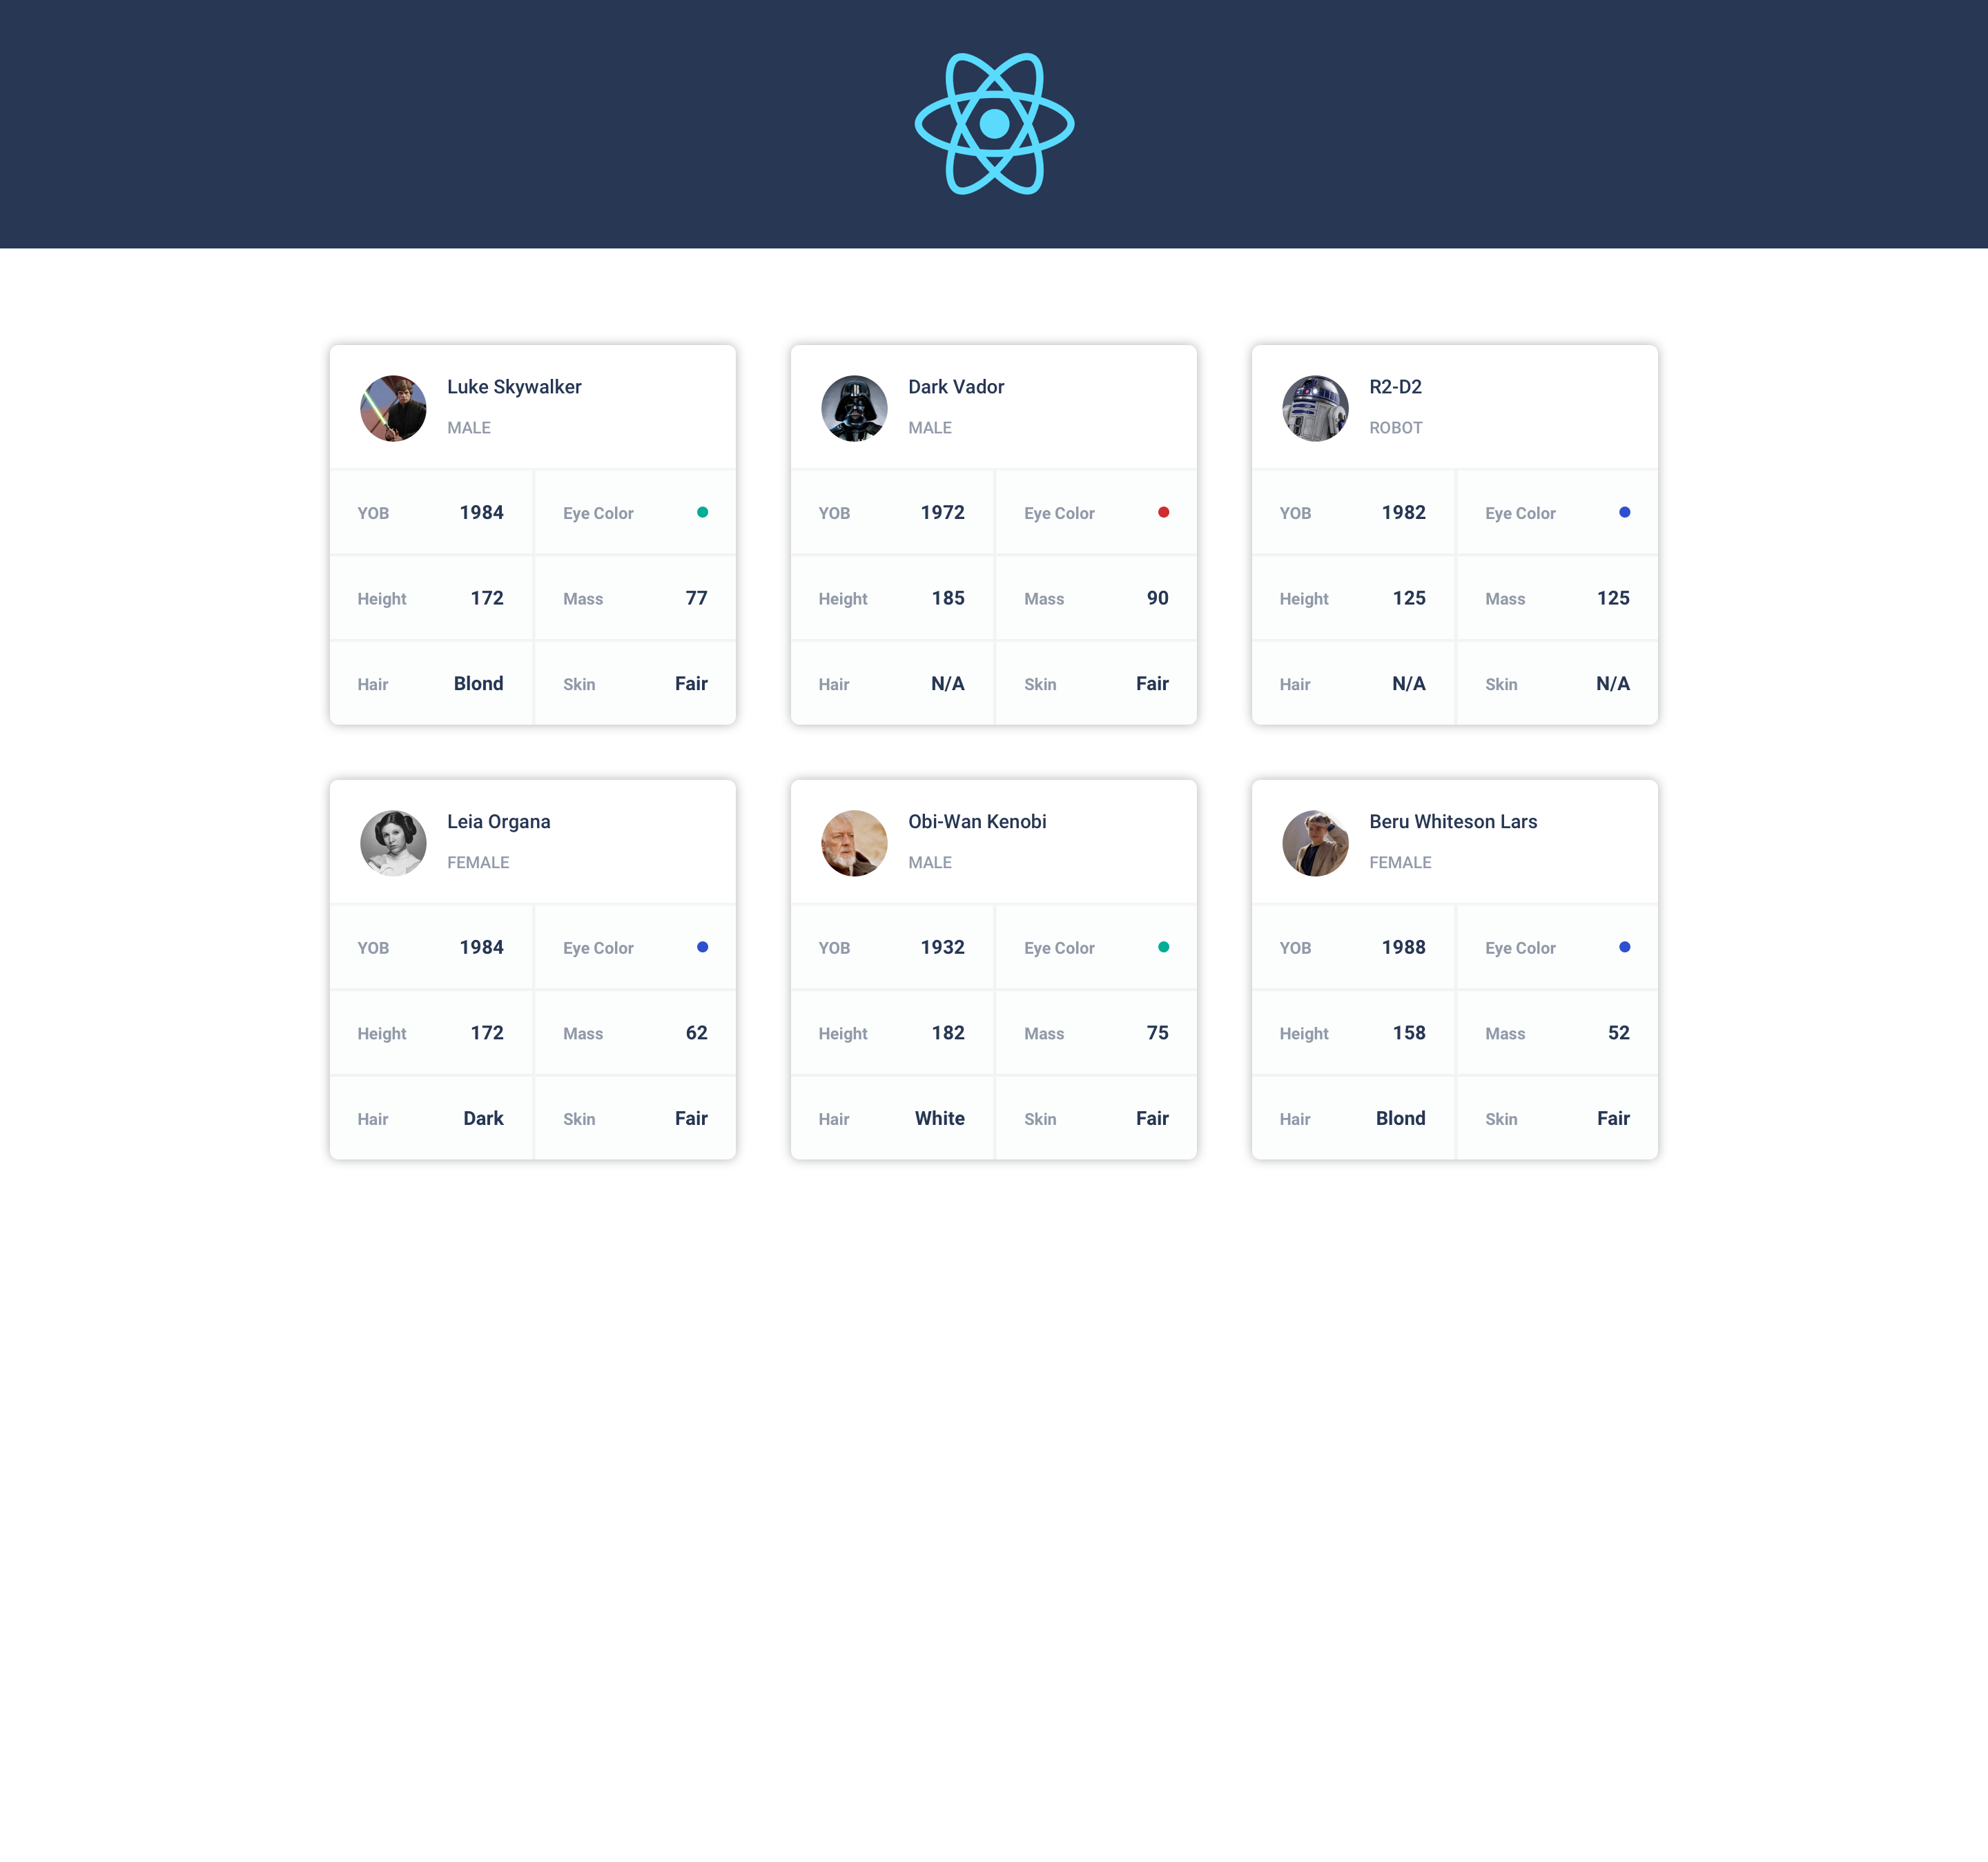 Luke Skywalker
MALE
YOB 1984 Eye Color
Height 172 Mass 77
Hair Blond Skin Fair
Dark Vador
MALE
YOB 1972 Eye Color
Height 185 Mass 90
Hair N/A Skin Fair
R2-D2
ROBOT
YOB 1982 Eye Color
Height 125 Mass 125
Hair N/A Skin N/A
Leia Organa
FEMALE
YOB 1984 Eye Color
Height 172 Mass 62
Hair Dark Skin Fair
Obi-Wan Kenobi
MALE
YOB 1932 Eye Color
Height 182 Mass 75
Hair White Skin Fair
Beru Whiteson Lars
FEMALE
YOB 1988 Eye Color
Height 158 Mass 52
Hair Blond Skin Fair